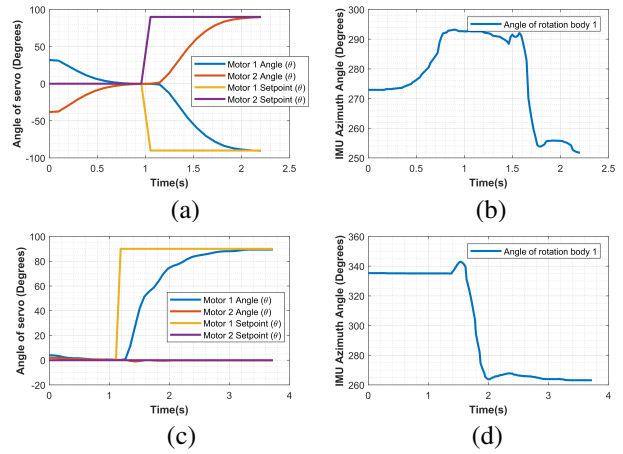 100
50
0
-50
-100
Angle of servo (Degrees)
Motor 1 Angle (θ)
Motor 2 Angle (θ)
Motor 1 Setpoint (θ)
Motor 2 Setpoint (θ)
0 0.5 1 1.5 2 2.5
Time(s)
(a)
300
290
280
270
260
250
IMU Azimuth Angle (Degrees)
Angle of rotation body 1
0 0.5 1 1.5 2 2.5
Time(s)
(b)
100
80
60
40
20
0
-20
Angle of servo (Degrees)
Motor 1 Angle (θ)
Motor 2 Angle (θ)
Motor 1 Setpoint (θ)
Motor 2 Setpoint (θ)
0 1 2 3 4
Time(s)
(c)
360
340
320
300
280
260
IMU Azimuth Angle (Degrees)
Angle of rotation body 1
0 1 2 3 4
Time(s)
(d)